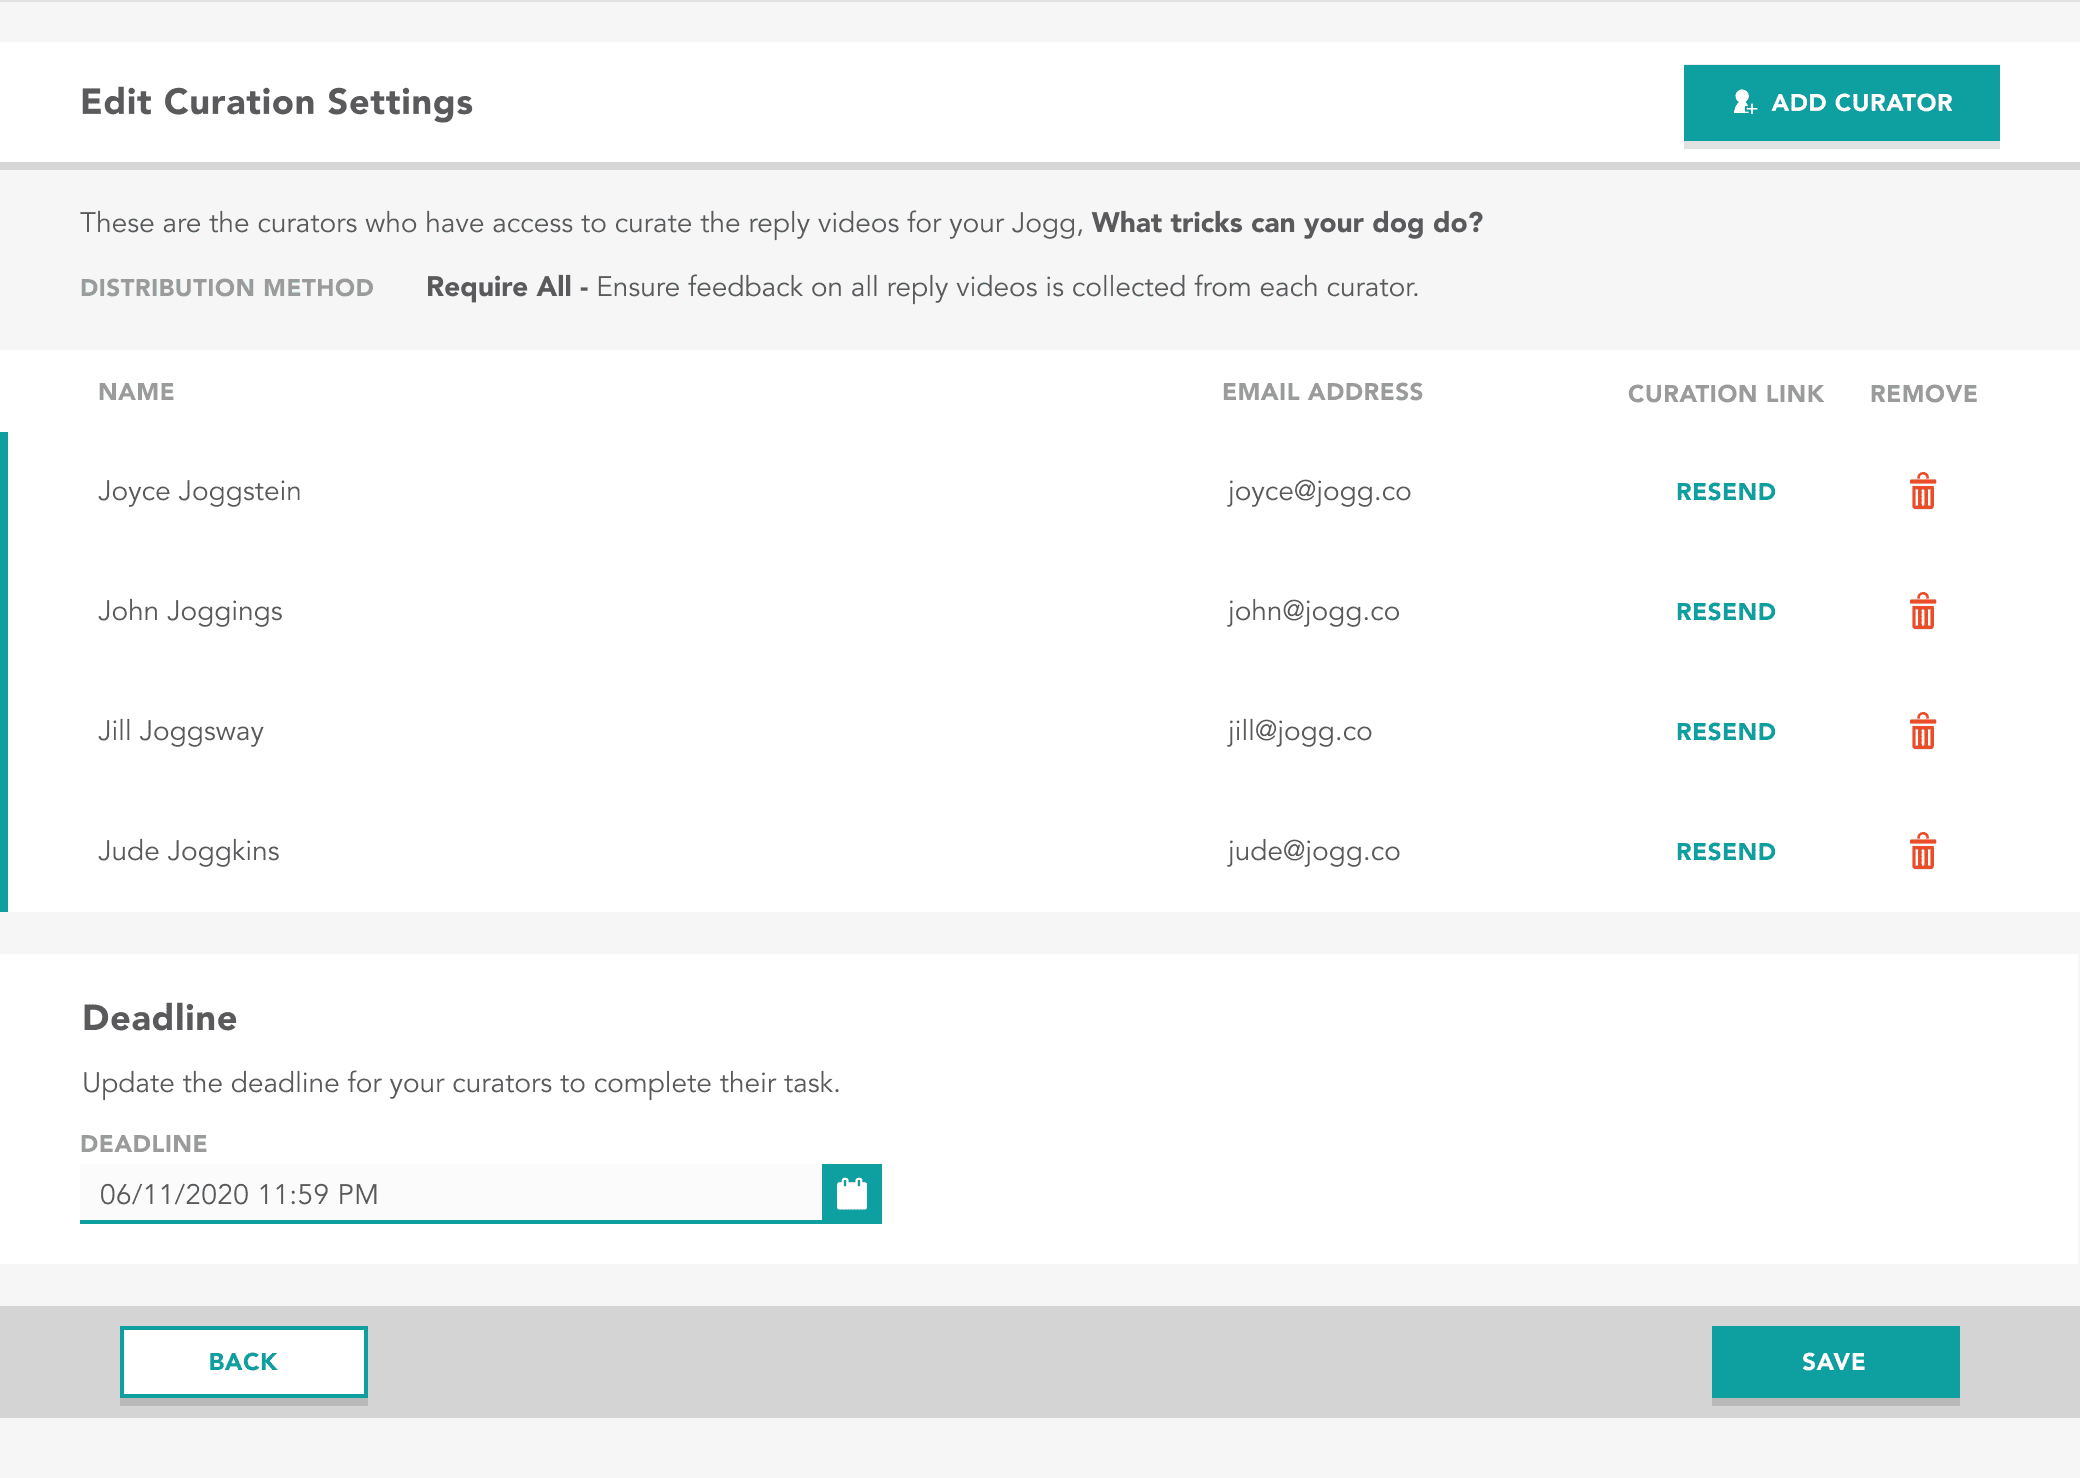 Edit Curation Settings
ADD CURATOR
These are the curators who have access to curate the reply videos for your Jogg, What tricks can your dog do?
DISTRIBUTION METHOD Require All - Ensure feedback on all reply videos is collected from each curator.
NAME EMAIL ADDRESS CURATION LINK REMOVE
Joyce Joggstein joyce@jogg.co RESEND
John Joggings john@jogg.co RESEND
Jill Joggsway jill@jogg.co RESEND
Jude Joggkins jude@jogg.co RESEND
Deadline
Update the deadline for your curators to complete their task.
DEADLINE
06/11/2020 11:59 PM
BACK SAVE